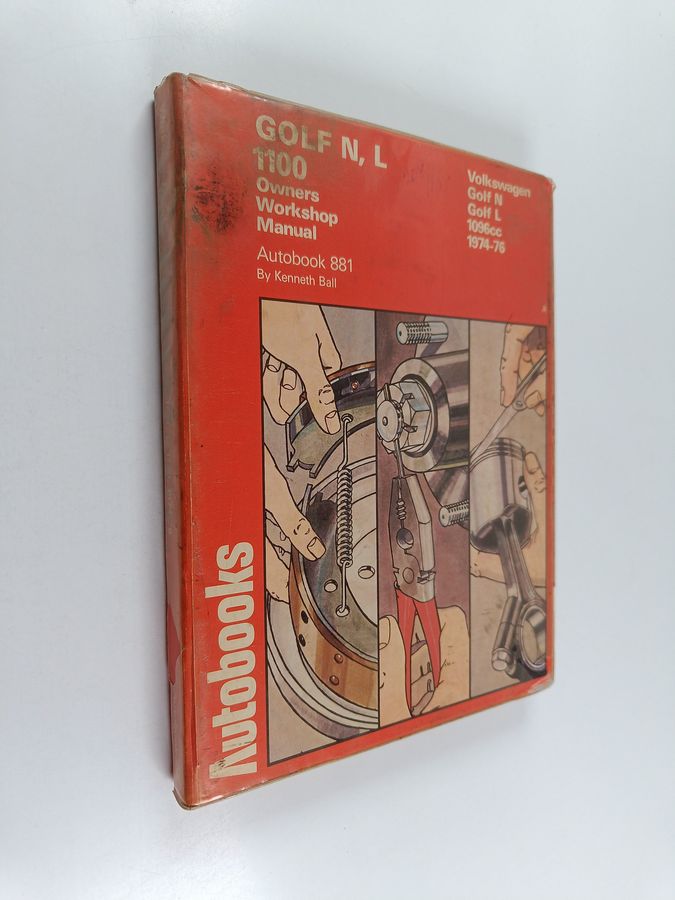 GOLF N, L
1100
Owners
Workshop
Manual
Autobook 881
By Kenneth Ball
Volkswagen
Golf N
Golf L
1096cc
1974-76
Autobooks